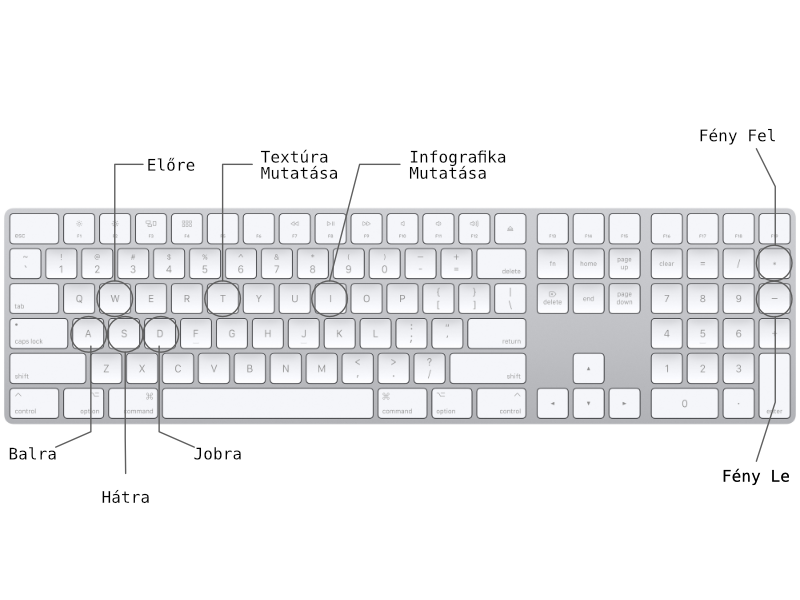 Fény Fel
Előre
Textúra
Mutatása
Infografika
Mutatása
esc
F1 F2 F3 F4 F5 F6 F7 F8 F9 F10 F11 F12 F13 F14 F15 F16 F17 F18 F19
~ ! @ # $ % ^ & * ( ) — +
` 1 2 3 4 5 6 7 8 9 0 - = delete fn home page up clear = / *
tab Q W E R T Y U I O P { [ } ] | \ delete end page down 7 8 9 −
caps lock A S D F G H J K L : ; " ' return 4 5 6 +
shift Z X C V B N M < , > . ? / shift 1 2 3
control option command command option control 0 . enter
Balra
Jobra
Hátra
Fény Le